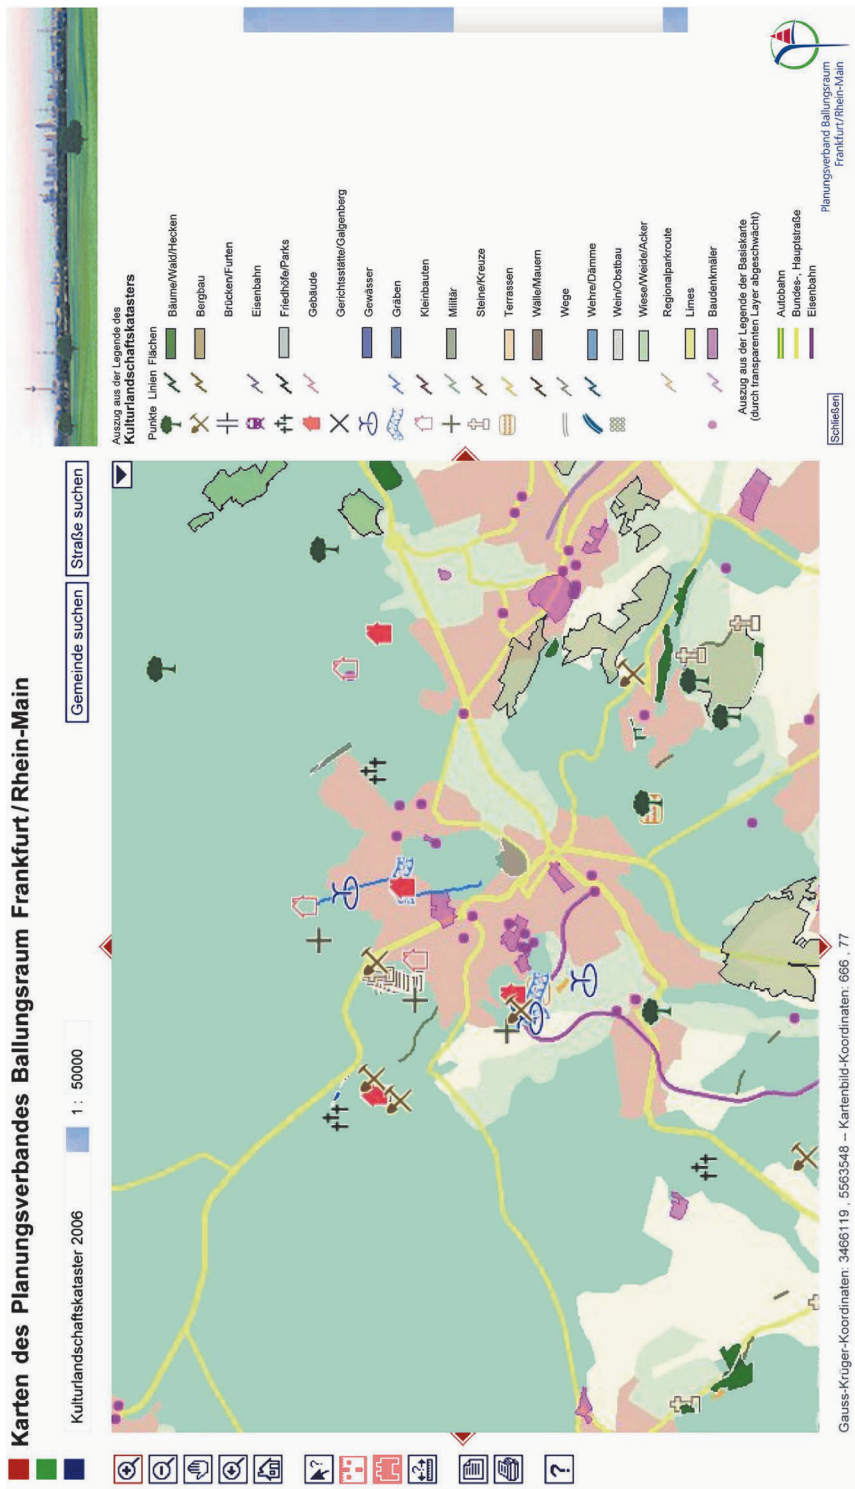 Karten des Planungsverbandes Ballungsraum Frankfurt/Rhein-Main
Kulturlandschaftskataster 2006
1 : 50000
Gemeinde suchen
Straße suchen
Auszug aus der Legende des
Kulturlandschaftskatasters
Punkte Linien Flächen
Bäume/Wald/Hecken
Bergbau
Brücken/Furten
Eisenbahn
Friedhöfe/Parks
Gebäude
Gerichtsstätte/Galgenberg
Gewässer
Gräben
Kleinbauten
Militär
Steine/Kreuze
Terrassen
Wälle/Mauern
Wege
Wehre/Dämme
Wein/Obstbau
Wiese/Weide/Acker
Regionalparkroute
Limes
Baudenkmäler
Auszug aus der Legende der Basiskarte
(durch transparenten Layer abgeschwächt)
Autobahn
Bundes-, Hauptstraße
Eisenbahn
Schließen
Planungsverband Ballungsraum
Frankfurt/Rhein-Main
Gauss-Krüger-Koordinaten: 3466119 , 5563548 – Kartenbild-Koordinaten: 666 , 77